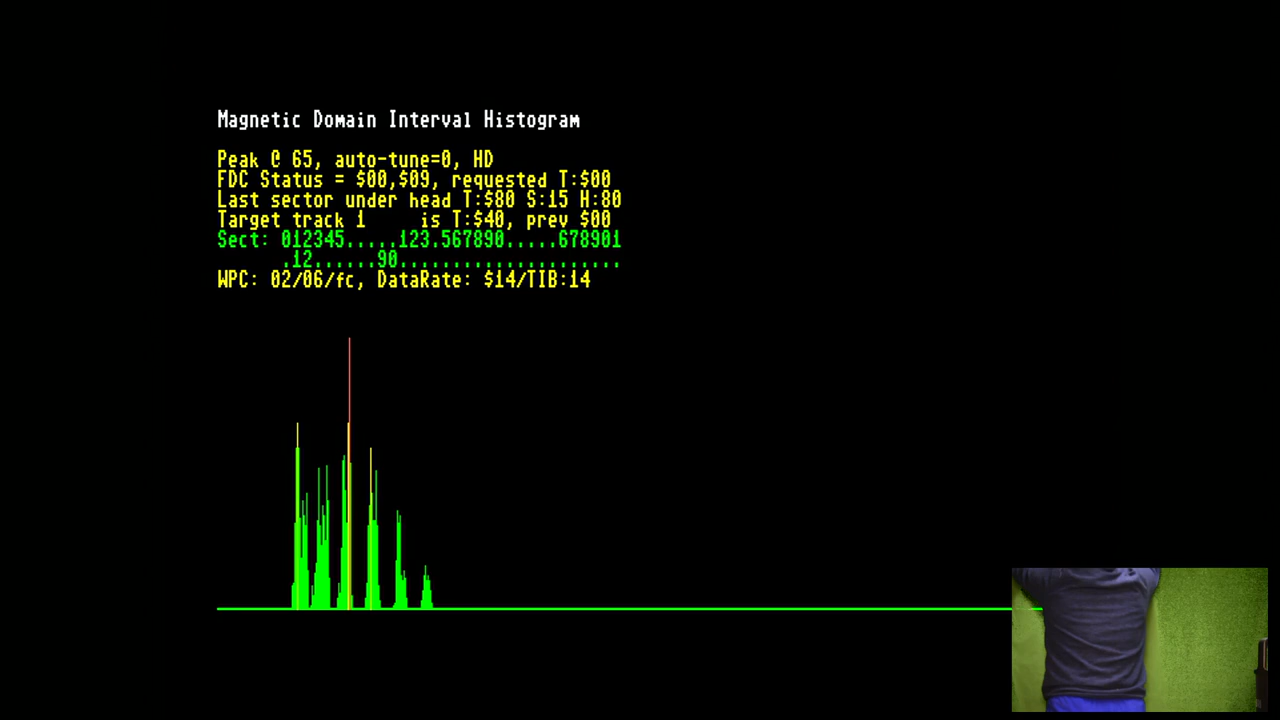 Magnetic Domain Interval Histogram
Peak @ 65, auto-tune=0, HD
FDC Status = $00,$09, requested T:$00
Last sector under head T:$80 S:15 H:80
Target track 1     is T:$40, prev $00
Sect: 012345.....123.567890.....678901
.12......90.....................
WPC: 02/06/fc, DataRate: $14/TIB:14